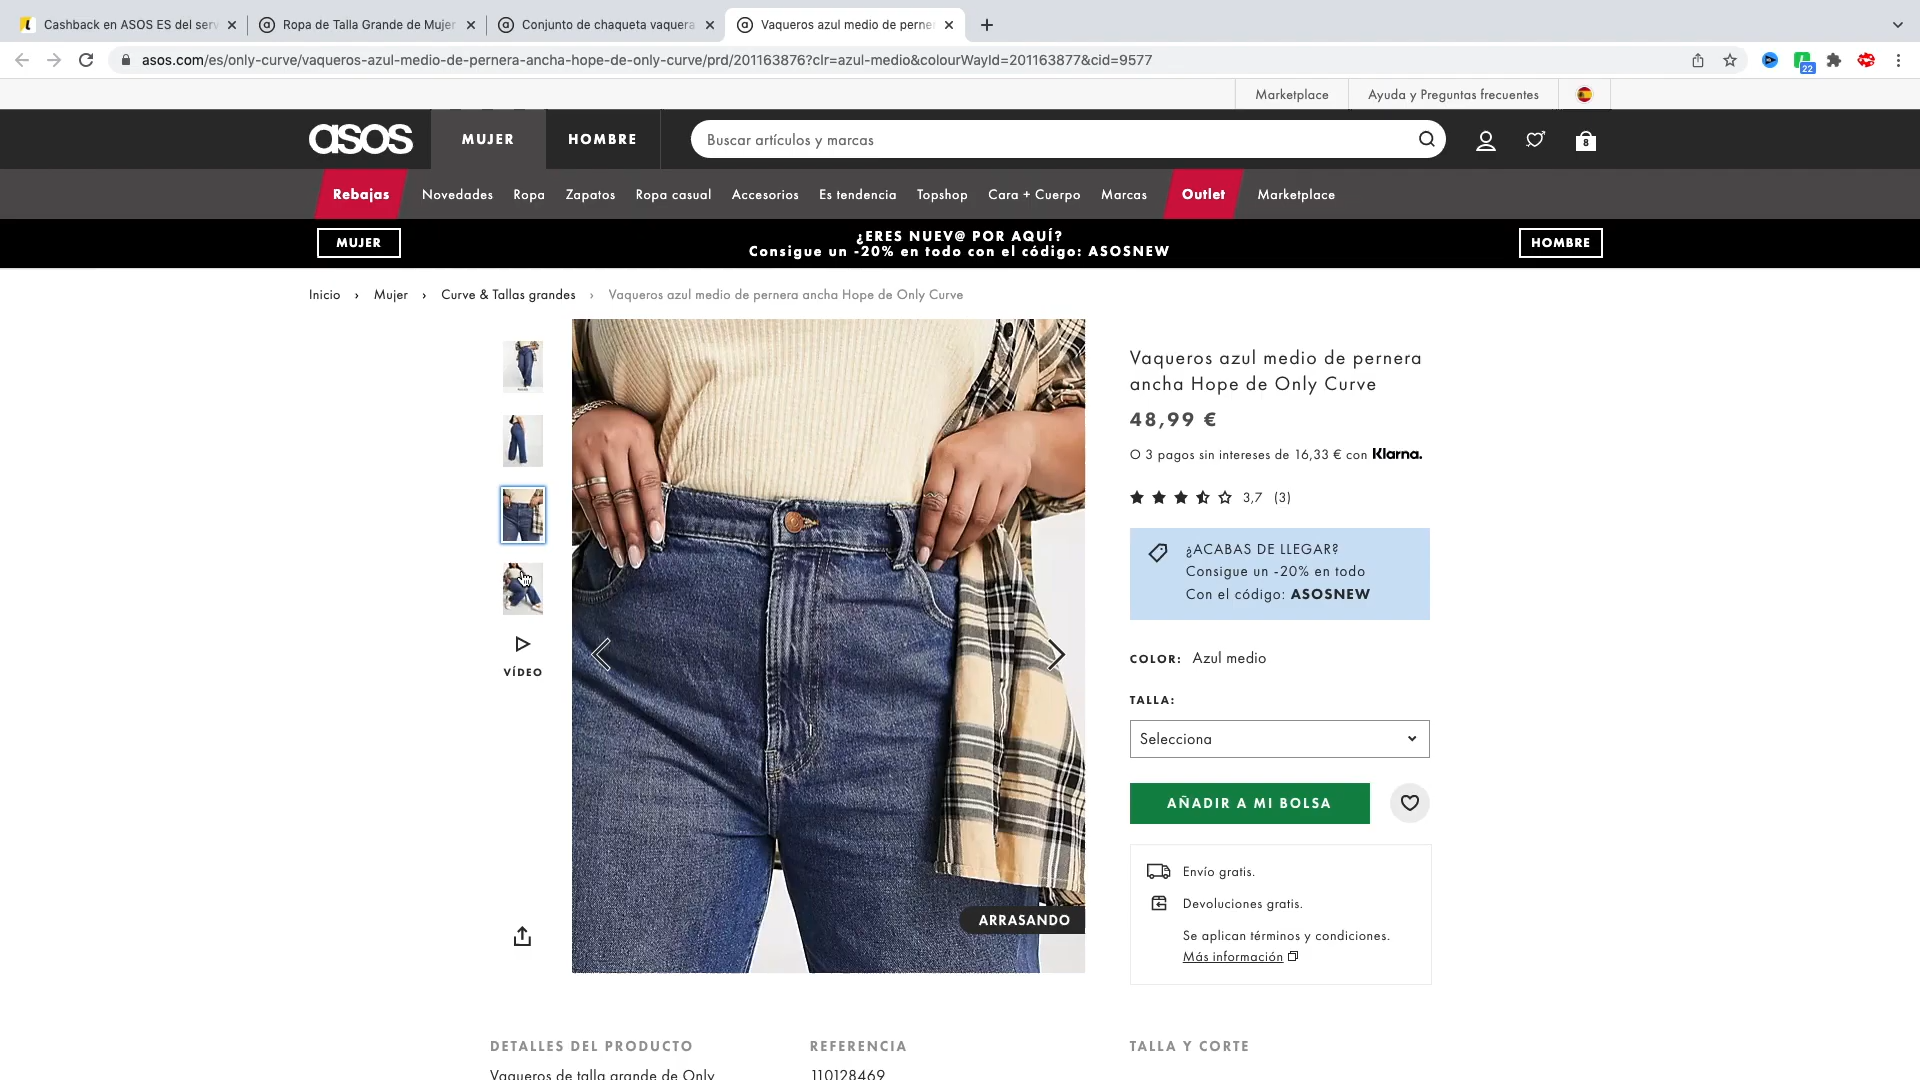 Cashback en ASOS ES del serv
Ropa de Talla Grande de Mujer
Conjunto de chaqueta vaquera
Vaqueros azul medio de perner
asos.com/es/only-curve/vaqueros-azul-medio-de-pernera-ancha-hope-de-only-curve/prd/201163876?clr=azul-medio&colourWayId=201163877&cid=9577
22
Marketplace
Ayuda y Preguntas frecuentes
asos
MUJER
HOMBRE
Buscar artículos y marcas
8
Rebajas
Novedades
Ropa
Zapatos
Ropa casual
Accesorios
Es tendencia
Topshop
Cara + Cuerpo
Marcas
Outlet
Marketplace
MUJER
¿ERES NUEV@ POR AQUÍ?
Consigue un -20% en todo con el código: ASOSNEW
HOMBRE
Inicio › Mujer › Curve & Tallas grandes › Vaqueros azul medio de pernera ancha Hope de Only Curve
Vaqueros azul medio de pernera
ancha Hope de Only Curve
48,99 €
O 3 pagos sin intereses de 16,33 € con Klarna.
3,7 (3)
¿ACABAS DE LLEGAR?
Consigue un -20% en todo
Con el código: ASOSNEW
COLOR: Azul medio
TALLA:
Selecciona
AÑADIR A MI BOLSA
VÍDEO
ARRASANDO
Envío gratis.
Devoluciones gratis.
Se aplican términos y condiciones.
Más información
DETALLES DEL PRODUCTO
Vaqueros de talla grande de Only
REFERENCIA
110128469
TALLA Y CORTE